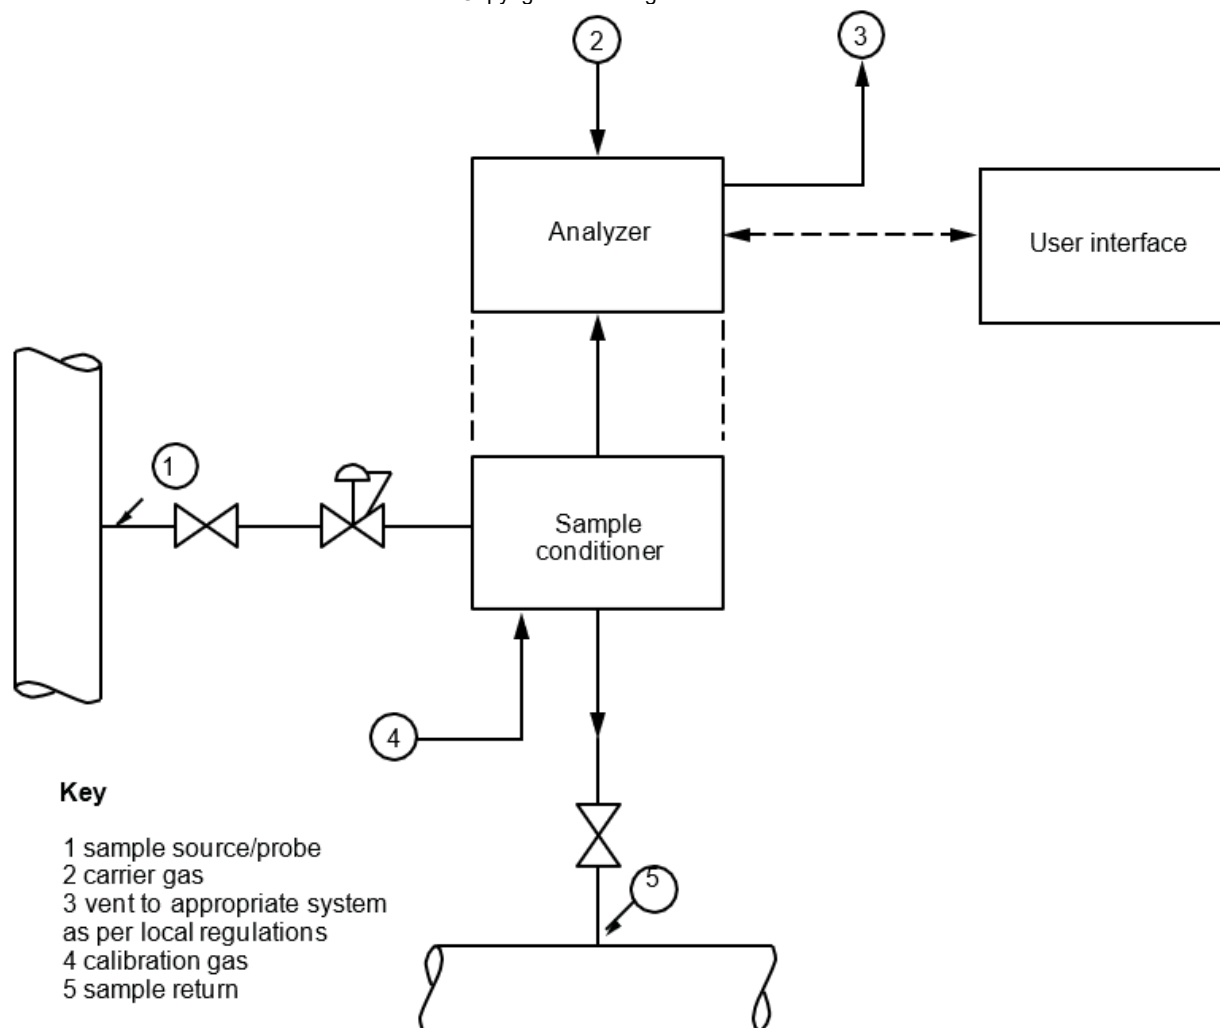 2
3
Analyzer
User interface
1
Sample
conditioner
4
Key
1 sample source/probe
2 carrier gas
3 vent to appropriate system
as per local regulations
4 calibration gas
5 sample return
5